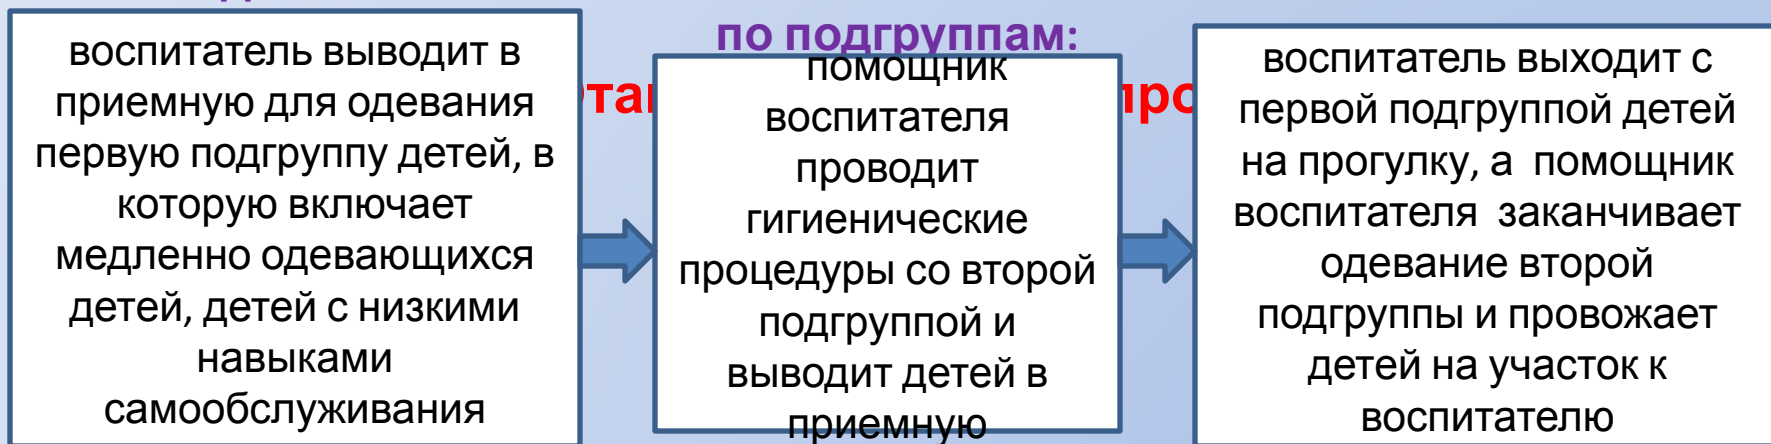 по подгруппам:
воспитатель выводит в
приемную для одевания
первую подгруппу детей, в
которую включает
медленно одевающихся
детей, детей с низкими
навыками
самообслуживания
помощник
воспитателя
проводит
гигиенические
процедуры со второй
подгруппой и
выводит детей в
приемную
воспитатель выходит с
первой подгруппой детей
на прогулку, а помощник
воспитателя заканчивает
одевание второй
подгруппы и провожает
детей на участок к
воспитателю